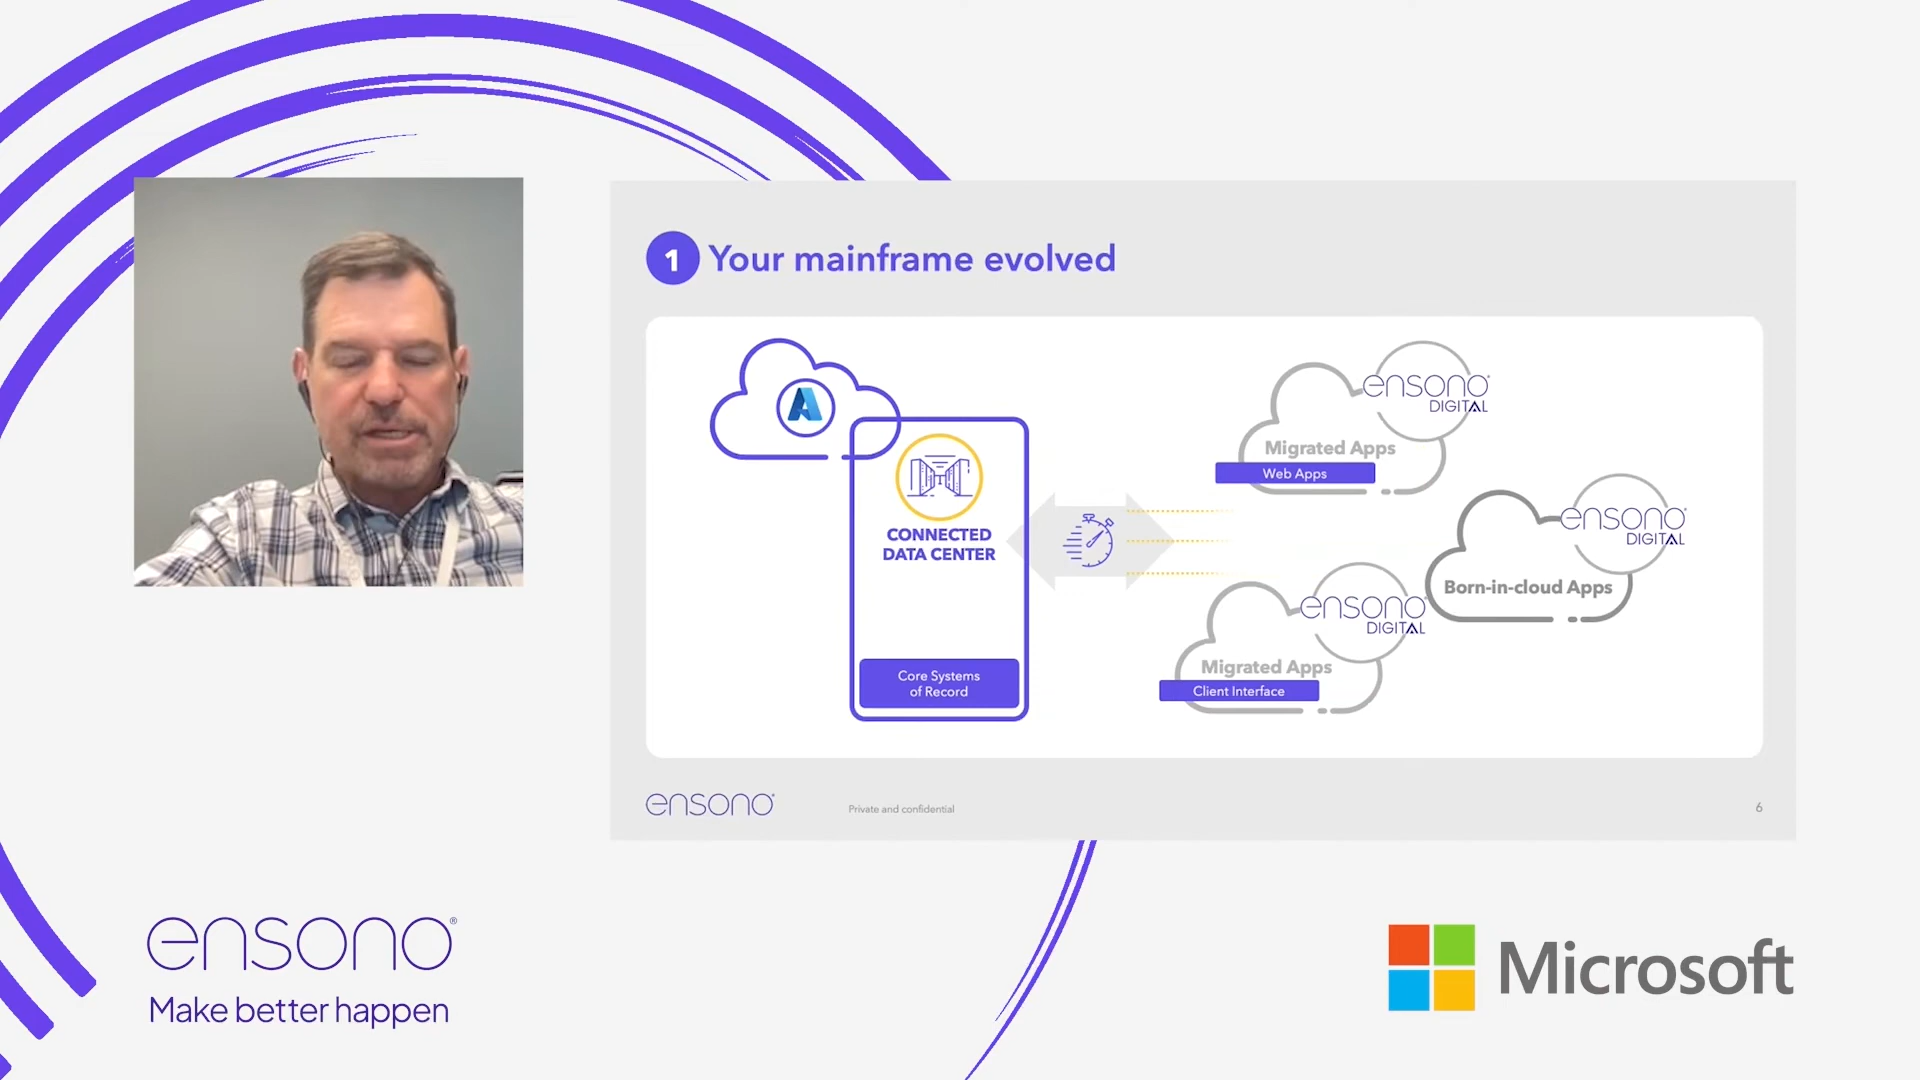 1 Your mainframe evolved
CONNECTED
DATA CENTER
Core Systems
of Record
ensono
DIGITAL
Migrated Apps
Web Apps
ensono
DIGITAL
Born-in-cloud Apps
ensono
DIGITAL
Migrated Apps
Client Interface
ensono
Private and confidential
6
ensono®
Make better happen
Microsoft